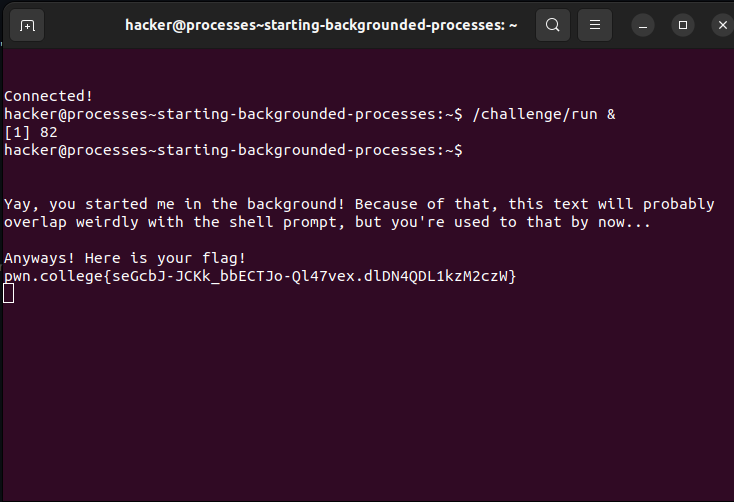 hacker@processes~starting-backgrounded-processes: ~
Connected!
hacker@processes~starting-backgrounded-processes:~$ /challenge/run &
[1] 82
hacker@processes~starting-backgrounded-processes:~$
Yay, you started me in the background! Because of that, this text will probably
overlap weirdly with the shell prompt, but you're used to that by now...
Anyways! Here is your flag!
pwn.college{seGcbJ-JCKk_bbECTJo-Ql47vex.dlDN4QDL1kzM2czW}